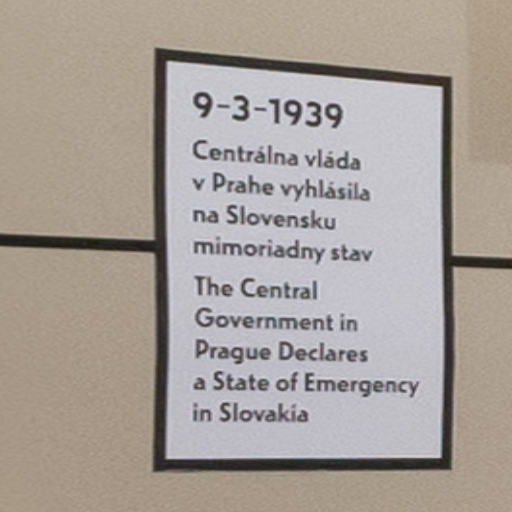 9-3-1939
Centrálna vláda
v Prahe vyhlásila
na Slovensku
mimoriadny stav
The Central
Government in
Prague Declares
a State of Emergency
in Slovakia